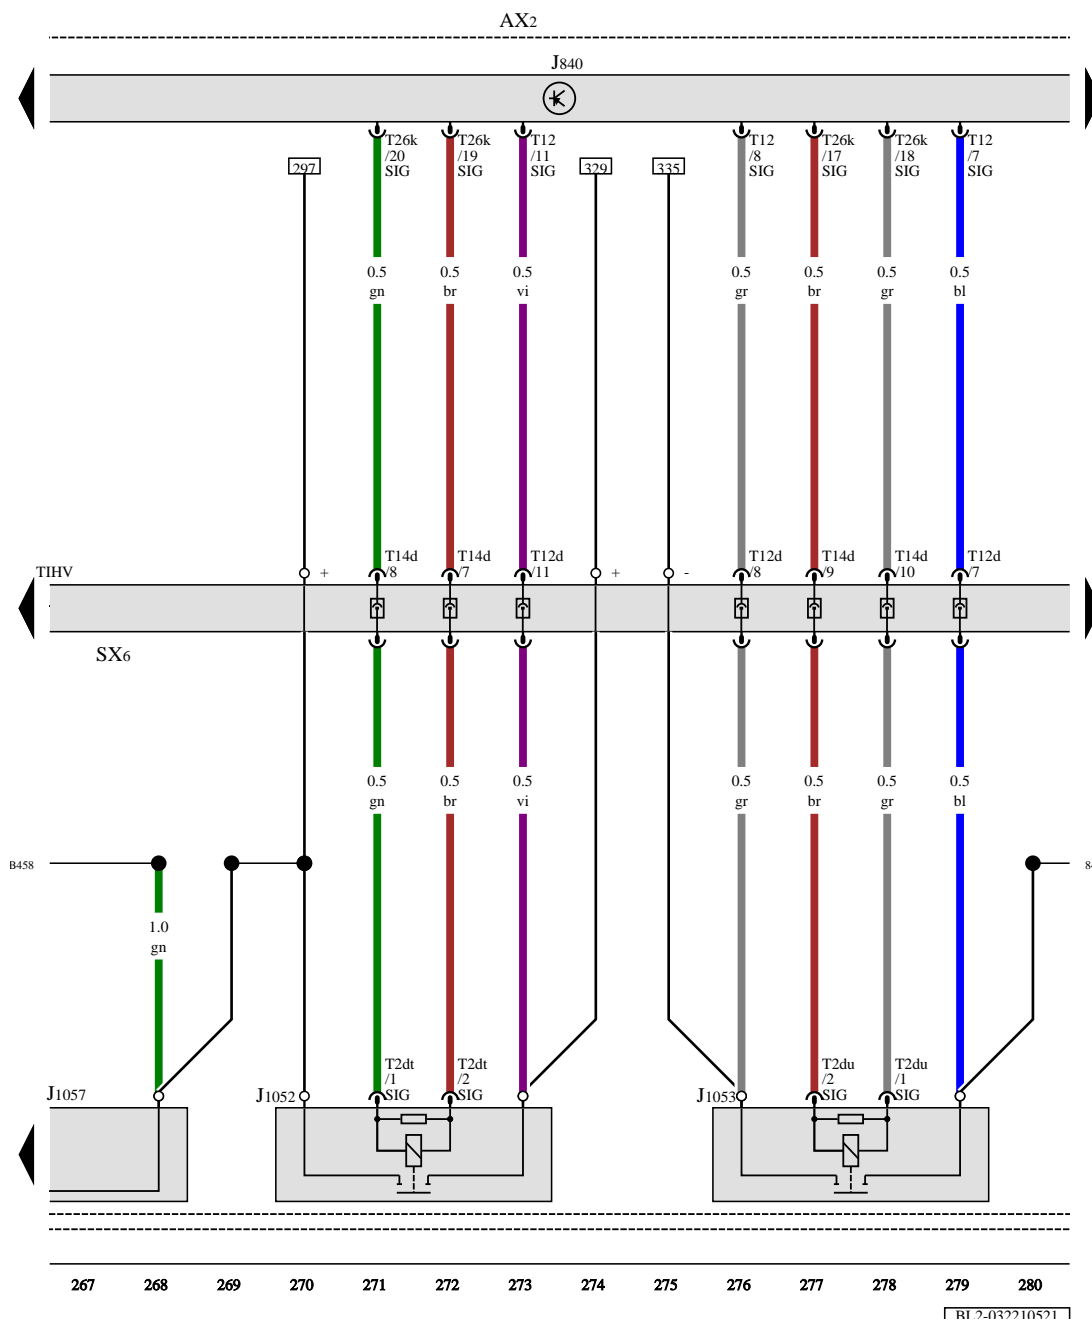 AX2
J840
T26k
/20
SIG
T26k
/19
SIG
T12
/11
SIG
T12
/8
SIG
T26k
/17
SIG
T26k
/18
SIG
T12
/7
SIG
297
329
335
0.5
gn
0.5
br
0.5
vi
0.5
gr
0.5
br
0.5
gr
0.5
bl
TIHV
+
T14d
/8
T14d
/7
T12d
/11
+
-
T12d
/8
T14d
/9
T14d
/10
T12d
/7
SX6
0.5
gn
0.5
br
0.5
vi
0.5
gr
0.5
br
0.5
gr
0.5
bl
B458
1.0
gn
J1057
J1052
T2dt
/1
SIG
T2dt
/2
SIG
J1053
T2du
/2
SIG
T2du
/1
SIG
267 268 269 270 271 272 273 274 275 276 277 278 279 280
BL2-032210521